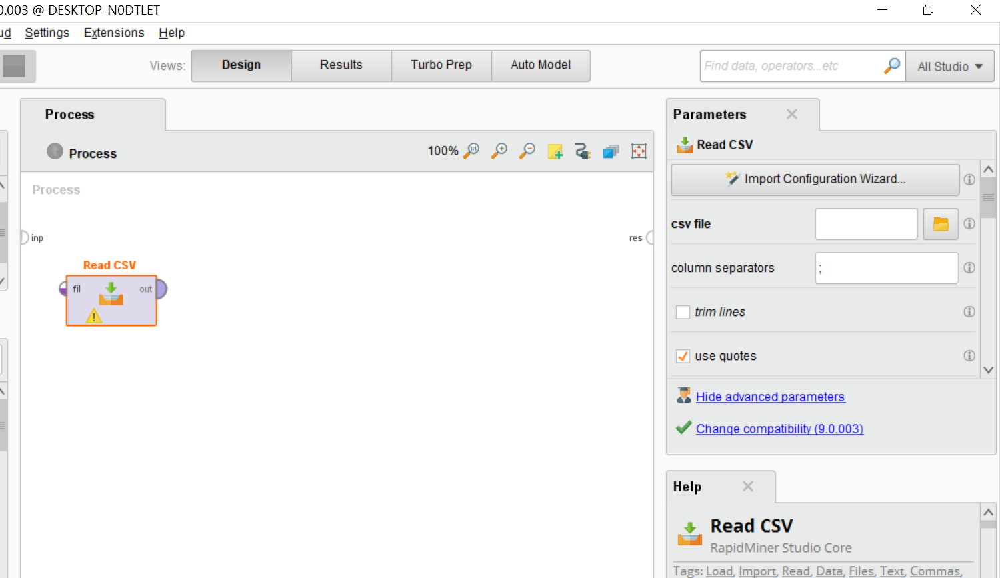 0.003 @ DESKTOP-N0DTLET
ud Settings Extensions Help
Views: Design Results Turbo Prep Auto Model Find data, operators...etc All Studio
Process
Process 100%
Process
inp res
Read CSV
fil out
Parameters
Read CSV
Import Configuration Wizard...
csv file
column separators ;
trim lines
use quotes
Hide advanced parameters
Change compatibility (9.0.003)
Help
Read CSV
RapidMiner Studio Core
Tags: Load, Import, Read, Data, Files, Text, Commas,